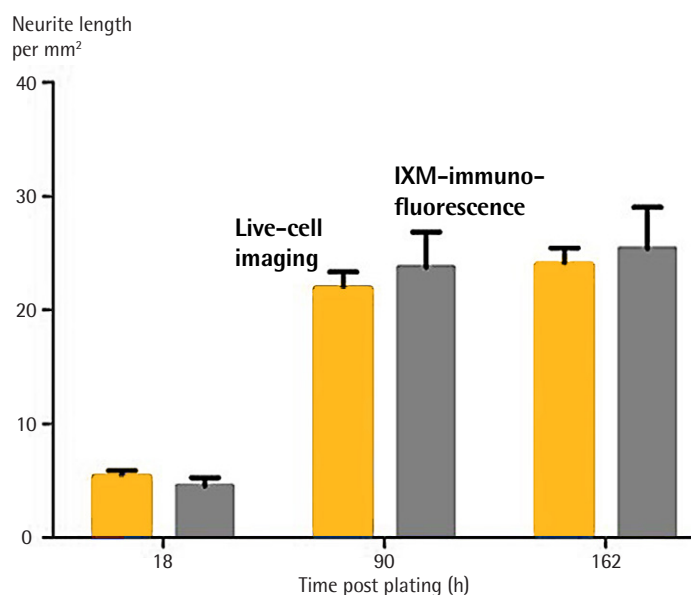 Neurite length
per mm²
40
30
20
10
0
Live-cell
imaging
IXM-immuno-
fluorescence
18
90
162
Time post plating (h)